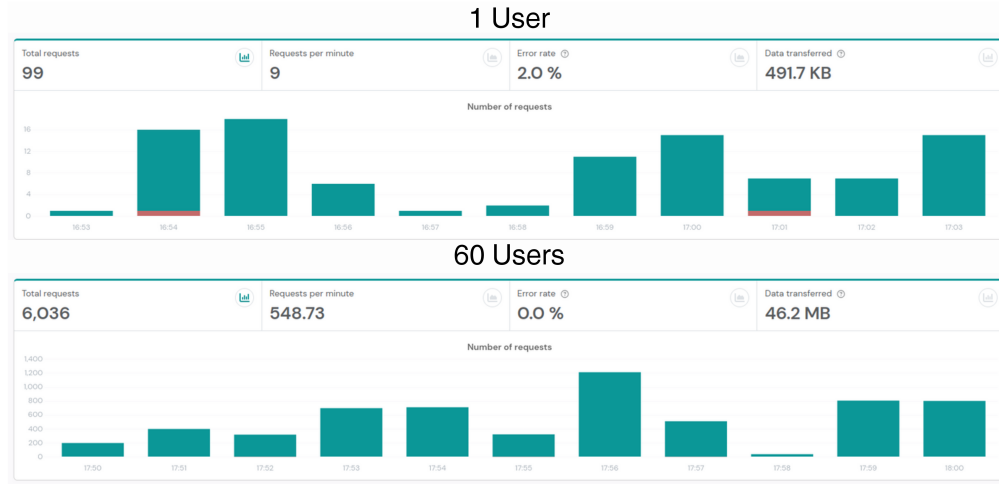 1 User
Total requests
99
Requests per minute
9
Error rate
2.0 %
Data transferred
491.7 KB
Number of requests
16
12
8
4
0
16:53 16:54 16:55 16:56 16:57 16:58 16:59 17:00 17:01 17:02 17:03
60 Users
Total requests
6,036
Requests per minute
548.73
Error rate
0.0 %
Data transferred
46.2 MB
Number of requests
1,400
1,200
1,000
800
600
400
200
0
17:50 17:51 17:52 17:53 17:54 17:55 17:56 17:57 17:58 17:59 18:00